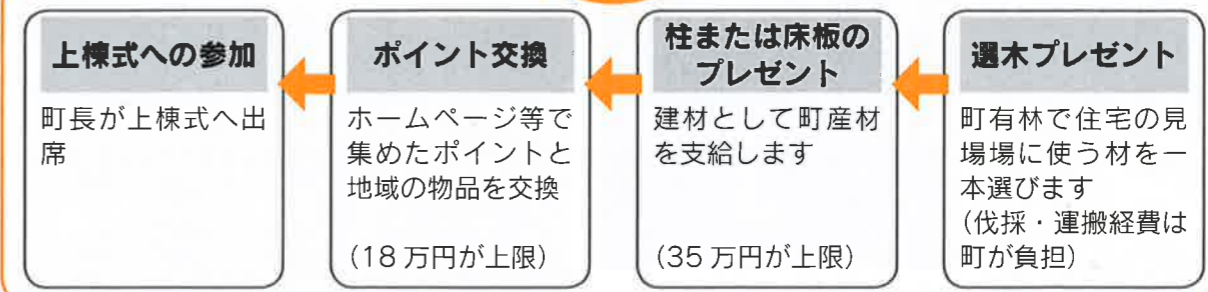 上棟式への参加
町長が上棟式へ出
席
ポイント交換
ホームページ等で
集めたポイントと
地域の物品を交換
(18万円が上限)
柱または床板の
プレゼント
建材として町産材
を支給します
(35万円が上限)
選木プレゼント
町有林で住宅の見
場場に使う材を一
本選びます
(伐採・運搬経費は
町が負担)